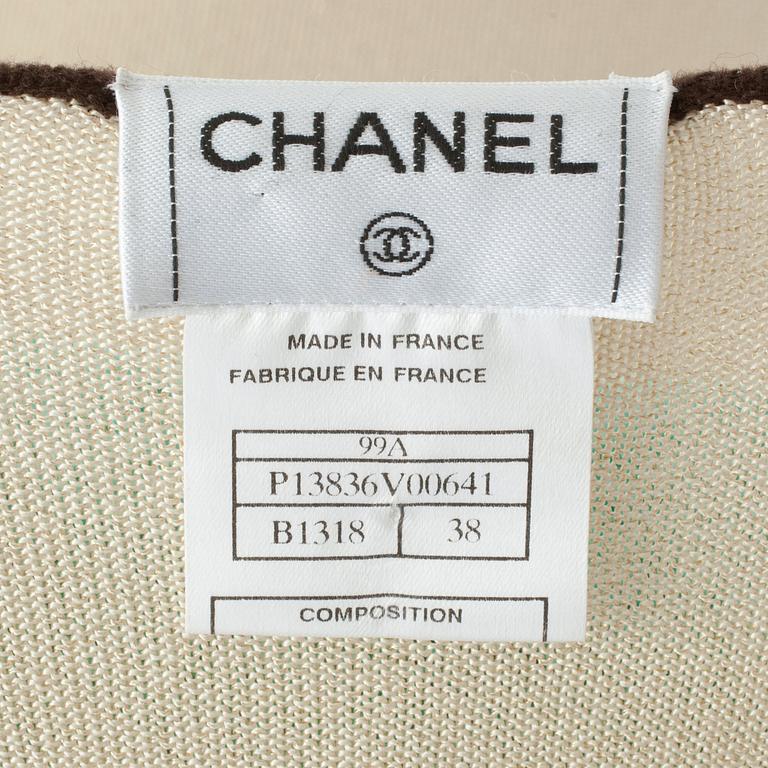 CHANEL
MADE IN FRANCE
FABRIQUE EN FRANCE
99A
P13836V00641
B1318 38
COMPOSITION